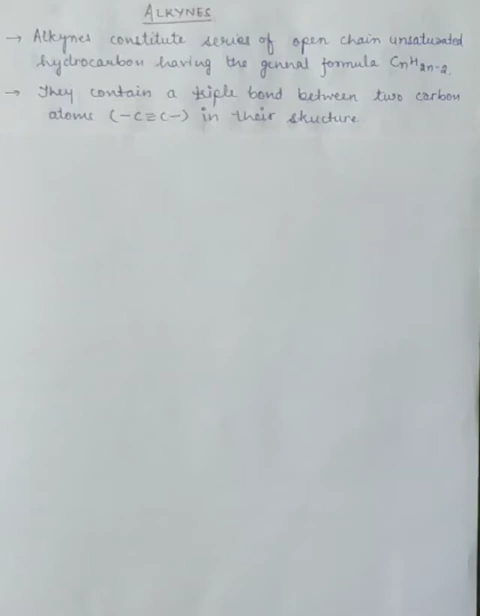 ALKYNES
→ Alkynes constitute series of open chain unsaturated
hydrocarbon having the general formula CnH2n-2.
→ They contain a triple bond between two carbon
atoms (-C≡C-) in their structure